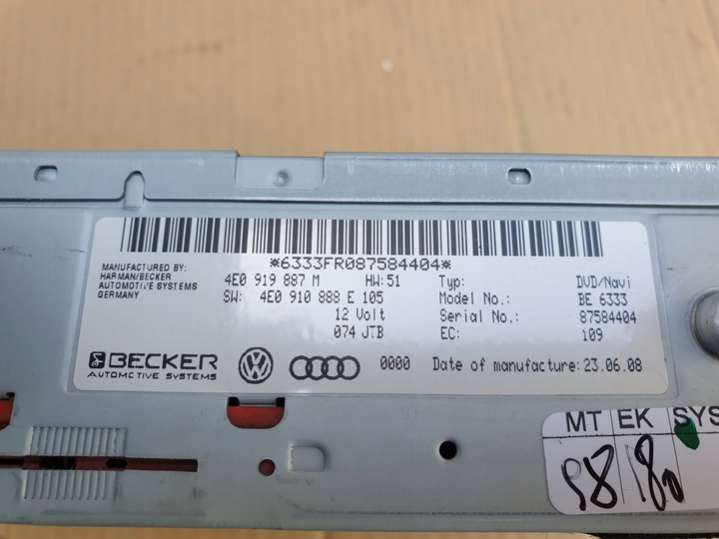 *6333FR087584404*
MANUFACTURED BY:
HARMAN/BECKER
AUTOMOTIVE SYSTEMS
GERMANY
4E0 919 887 M HW:51 Typ: DVD/Navi
SW: 4E0 910 888 E 105 Model No.: BE 6333
12 Volt Serial No.: 87584404
074 JTB EC: 109
BECKER
AUTOMOTIVE SYSTEMS
0000 Date of manufacture: 23.06.08
MT EK SYS